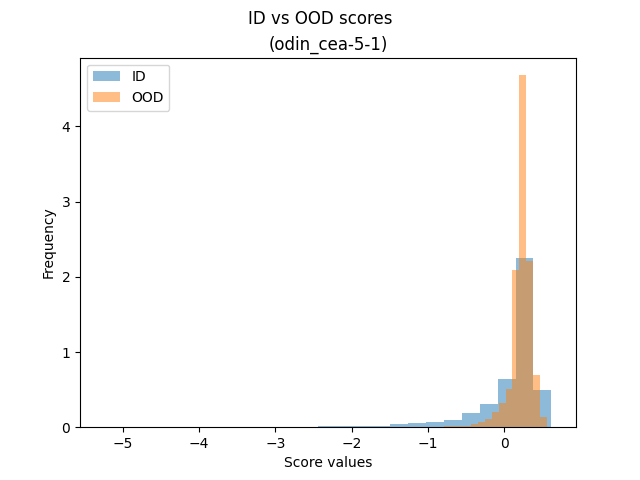 ID vs OOD scores
(odin_cea-5-1)
ID
OOD
4
3
2
1
0
Frequency
−5
−4
−3
−2
−1
0
Score values